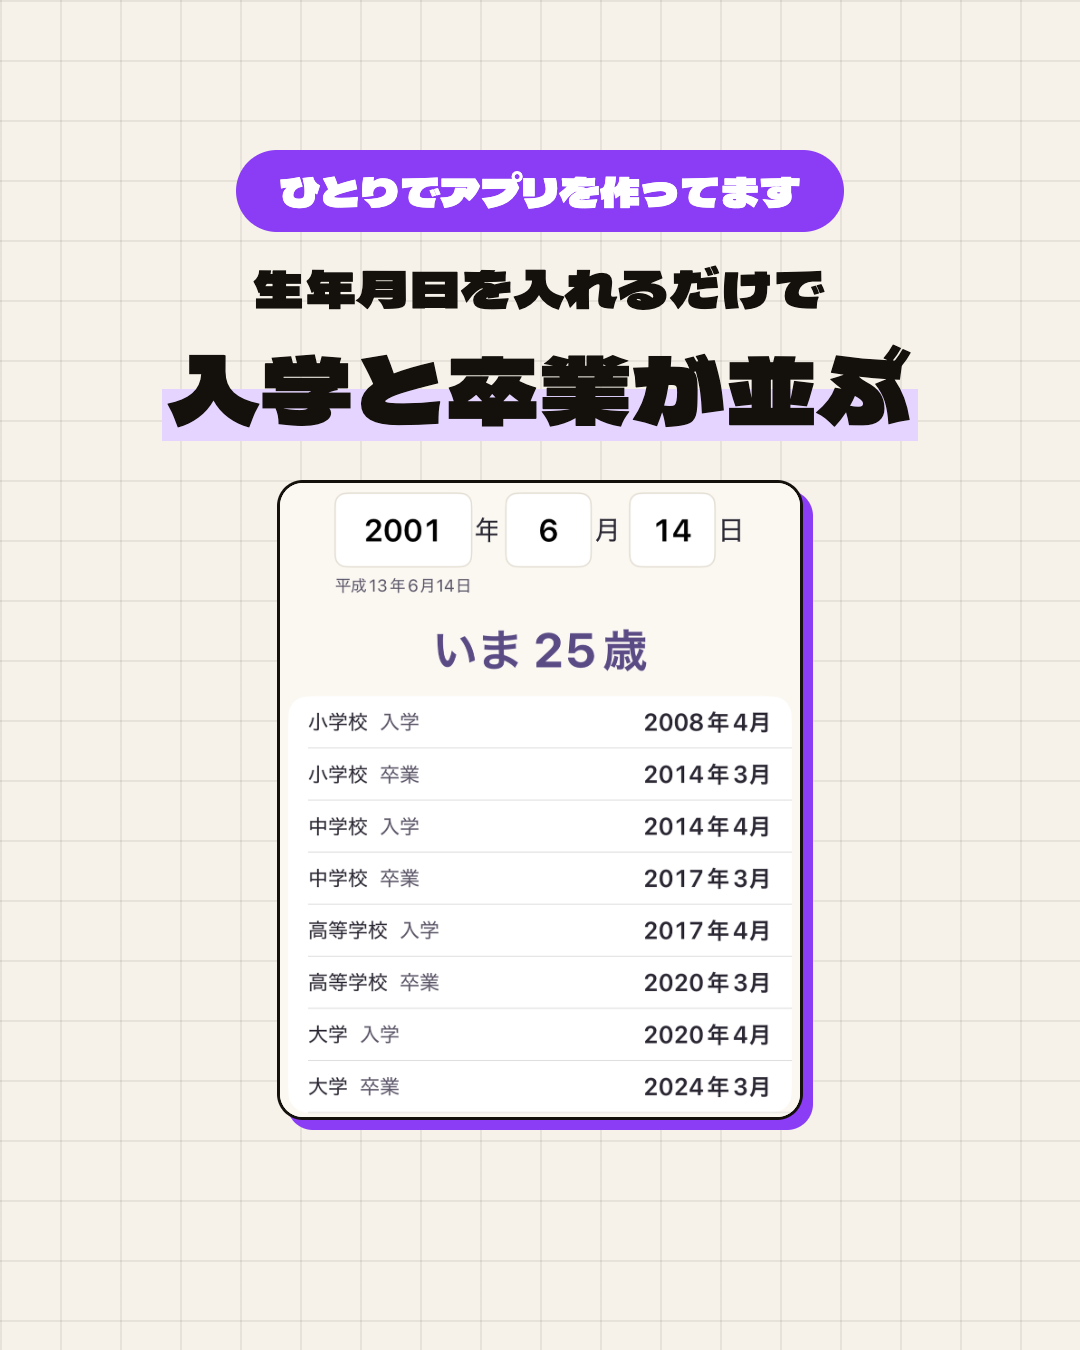 ひとりでアプリを作ってます
生年月日を入れるだけで
入学と卒業が並ぶ
2001 年 6 月 14 日
平成13年6月14日
いま 25歳
小学校 入学 2008年4月
小学校 卒業 2014年3月
中学校 入学 2014年4月
中学校 卒業 2017年3月
高等学校 入学 2017年4月
高等学校 卒業 2020年3月
大学 入学 2020年4月
大学 卒業 2024年3月